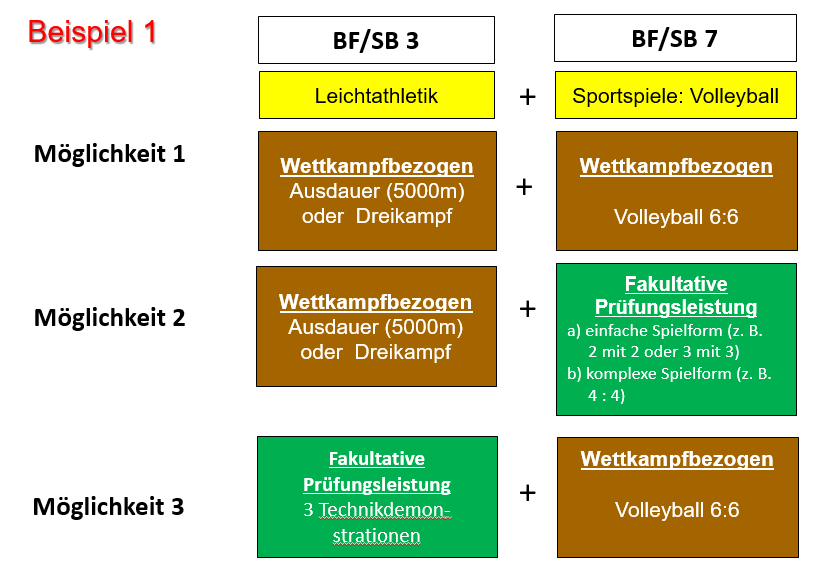 Beispiel 1
BF/SB 3
BF/SB 7
Leichtathletik
+
Sportspiele: Volleyball
Möglichkeit 1
Wettkampfbezogen
Ausdauer (5000m)
oder Dreikampf
+
Wettkampfbezogen
Volleyball 6:6
Möglichkeit 2
Wettkampfbezogen
Ausdauer (5000m)
oder Dreikampf
+
Fakultative
Prüfungsleistung
a) einfache Spielform (z. B.
2 mit 2 oder 3 mit 3)
b) komplexe Spielform (z. B.
4 : 4)
Möglichkeit 3
Fakultative
Prüfungsleistung
3 Technikdemon-
strationen
+
Wettkampfbezogen
Volleyball 6:6